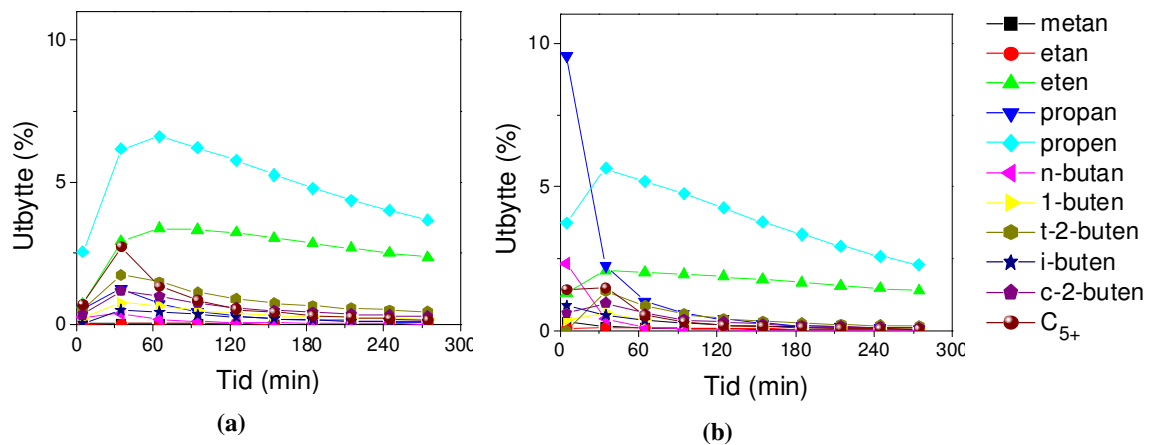 10
5
0
Utbytte (%)
0 60 120 180 240 300
Tid (min)
(a)
10
5
0
Utbytte (%)
0 60 120 180 240 300
Tid (min)
(b)
metan
etan
eten
propan
propen
n-butan
1-buten
t-2-buten
i-buten
c-2-buten
C5+